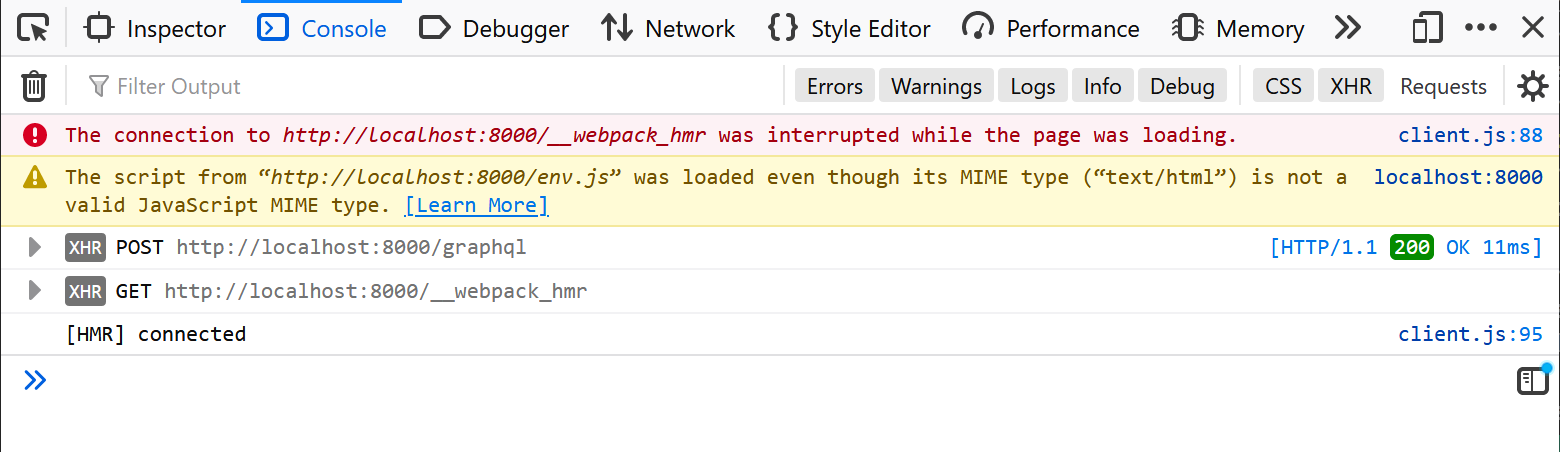 Inspector Console Debugger Network Style Editor Performance Memory
Filter Output Errors Warnings Logs Info Debug CSS XHR Requests
The connection to http://localhost:8000/__webpack_hmr was interrupted while the page was loading. client.js:88
The script from “http://localhost:8000/env.js” was loaded even though its MIME type (“text/html”) is not a localhost:8000
valid JavaScript MIME type. [Learn More]
XHR POST http://localhost:8000/graphql [HTTP/1.1 200 OK 11ms]
XHR GET http://localhost:8000/__webpack_hmr
[HMR] connected client.js:95